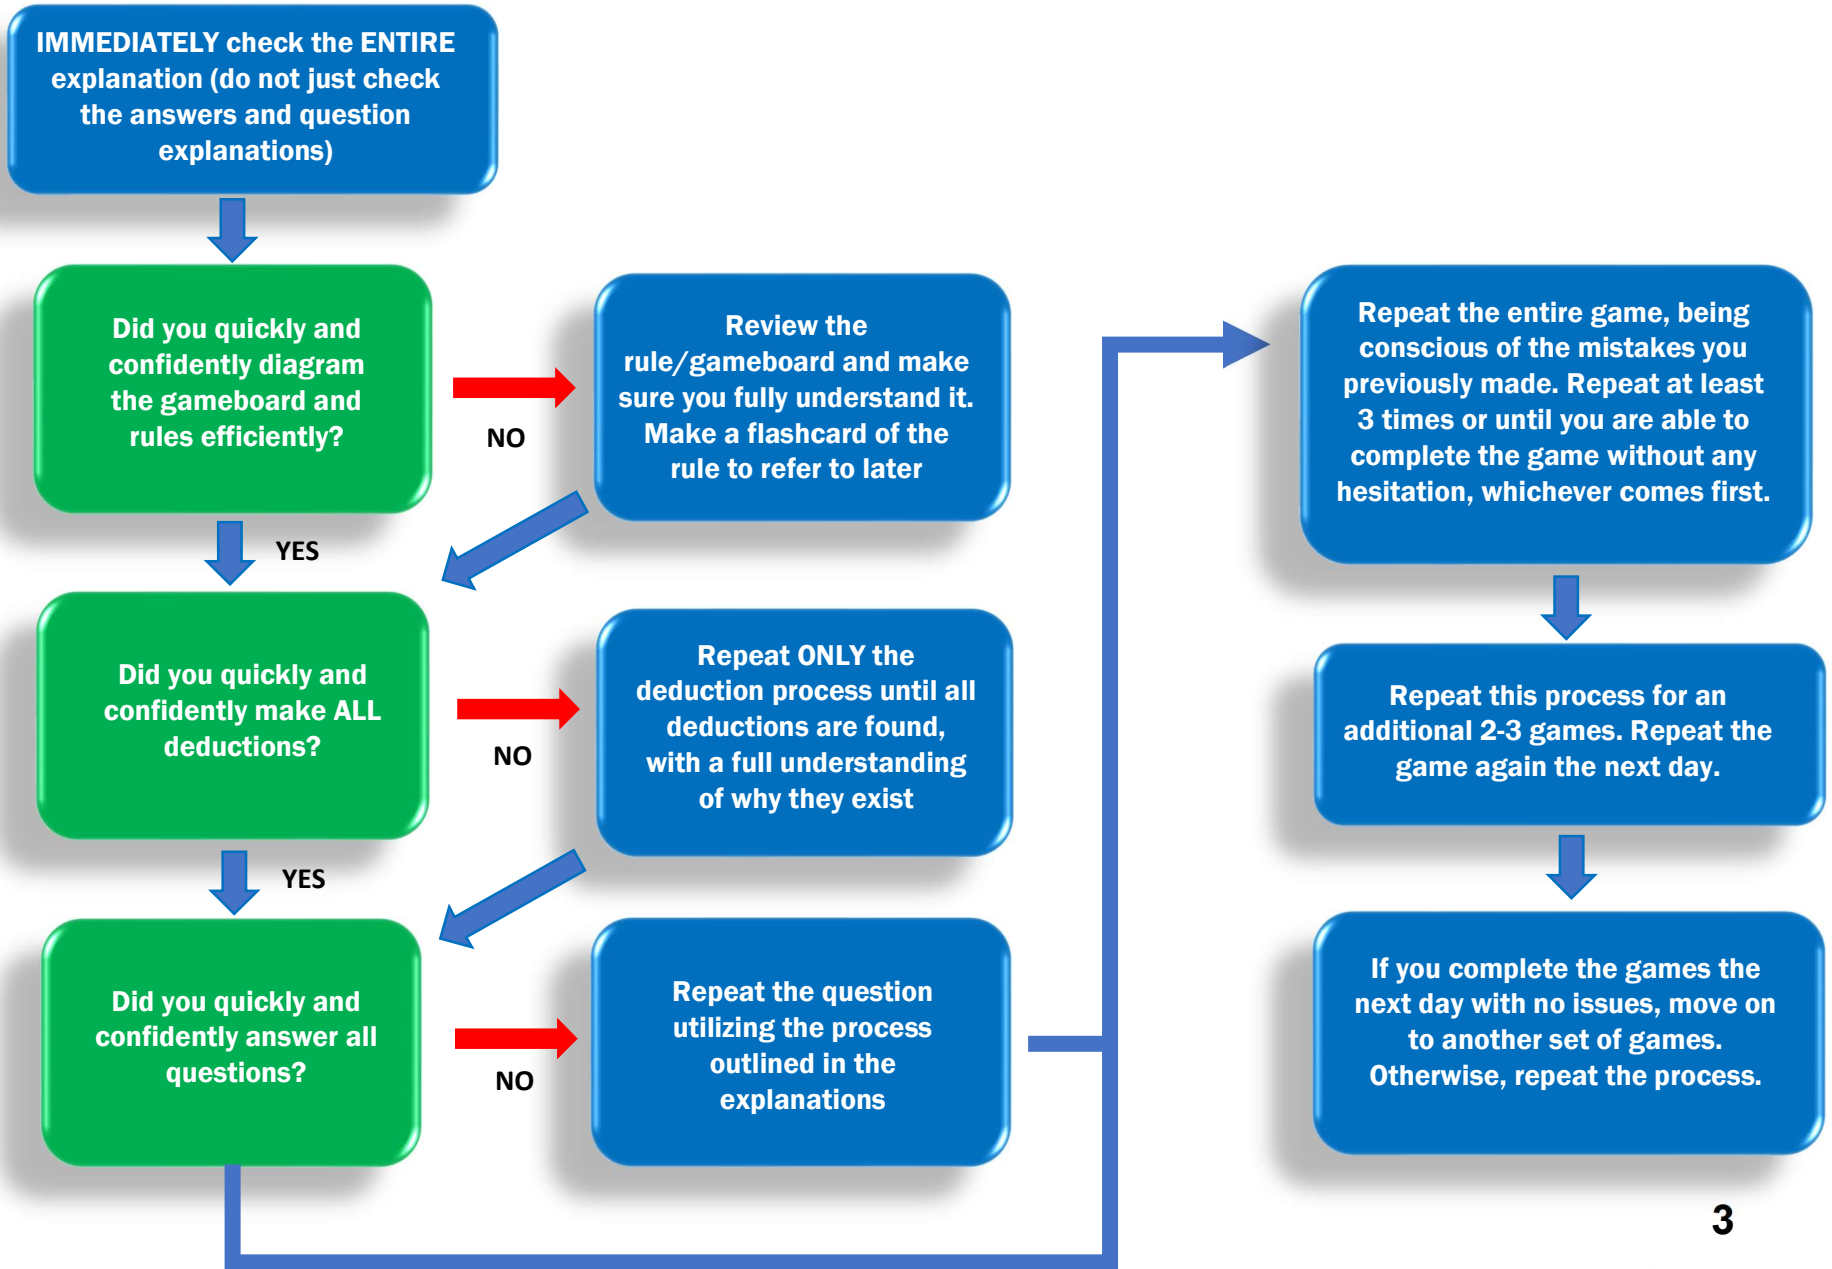 IMMEDIATELY check the ENTIRE
explanation (do not just check
the answers and question
explanations)
Did you quickly and
confidently diagram
the gameboard and
rules efficiently?
NO
Review the
rule/gameboard and make
sure you fully understand it.
Make a flashcard of the
rule to refer to later
YES
Did you quickly and
confidently make ALL
deductions?
NO
Repeat ONLY the
deduction process until all
deductions are found,
with a full understanding
of why they exist
YES
Did you quickly and
confidently answer all
questions?
NO
Repeat the question
utilizing the process
outlined in the
explanations
Repeat the entire game, being
conscious of the mistakes you
previously made. Repeat at least
3 times or until you are able to
complete the game without any
hesitation, whichever comes first.
Repeat this process for an
additional 2-3 games. Repeat the
game again the next day.
If you complete the games the
next day with no issues, move on
to another set of games.
Otherwise, repeat the process.
3